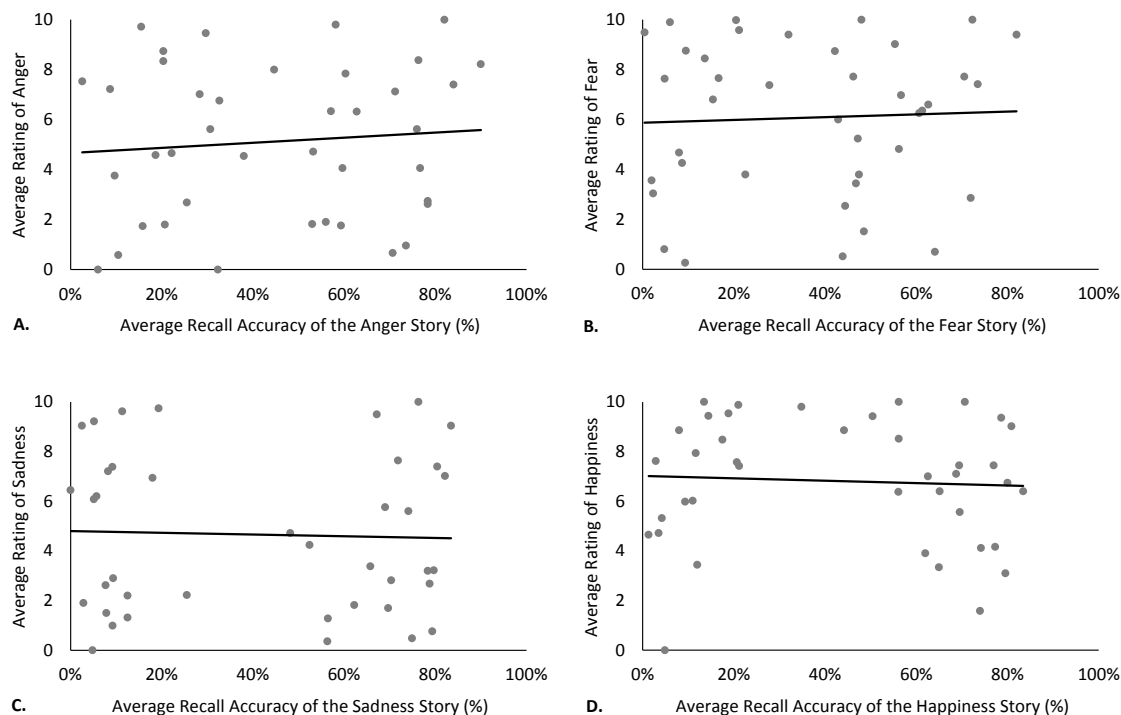 10
8
6
4
2
0
Average Rating of Anger
0% 20% 40% 60% 80% 100%
A. Average Recall Accuracy of the Anger Story (%)
10
8
6
4
2
0
Average Rating of Fear
0% 20% 40% 60% 80% 100%
B. Average Recall Accuracy of the Fear Story (%)
10
8
6
4
2
0
Average Rating of Sadness
0% 20% 40% 60% 80% 100%
C. Average Recall Accuracy of the Sadness Story (%)
10
8
6
4
2
0
Average Rating of Happiness
0% 20% 40% 60% 80% 100%
D. Average Recall Accuracy of the Happiness Story (%)